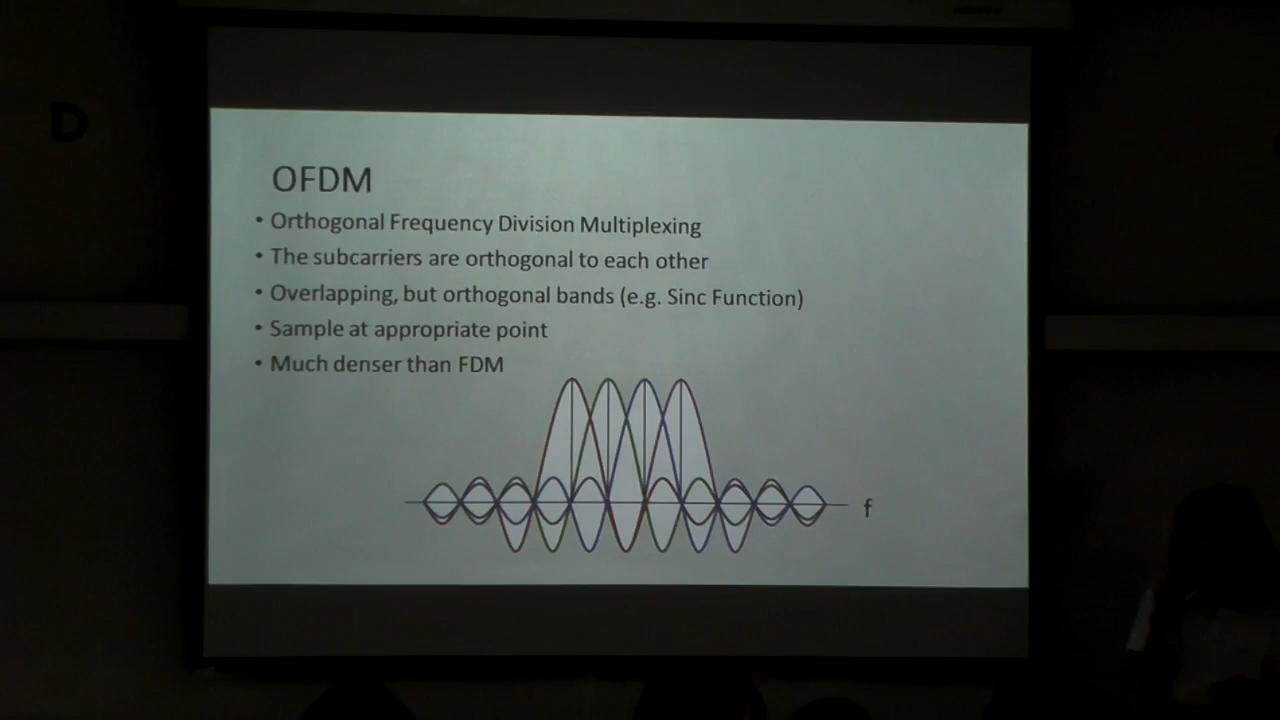 D
OFDM
• Orthogonal Frequency Division Multiplexing
• The subcarriers are orthogonal to each other
• Overlapping, but orthogonal bands (e.g. Sinc Function)
• Sample at appropriate point
• Much denser than FDM
f